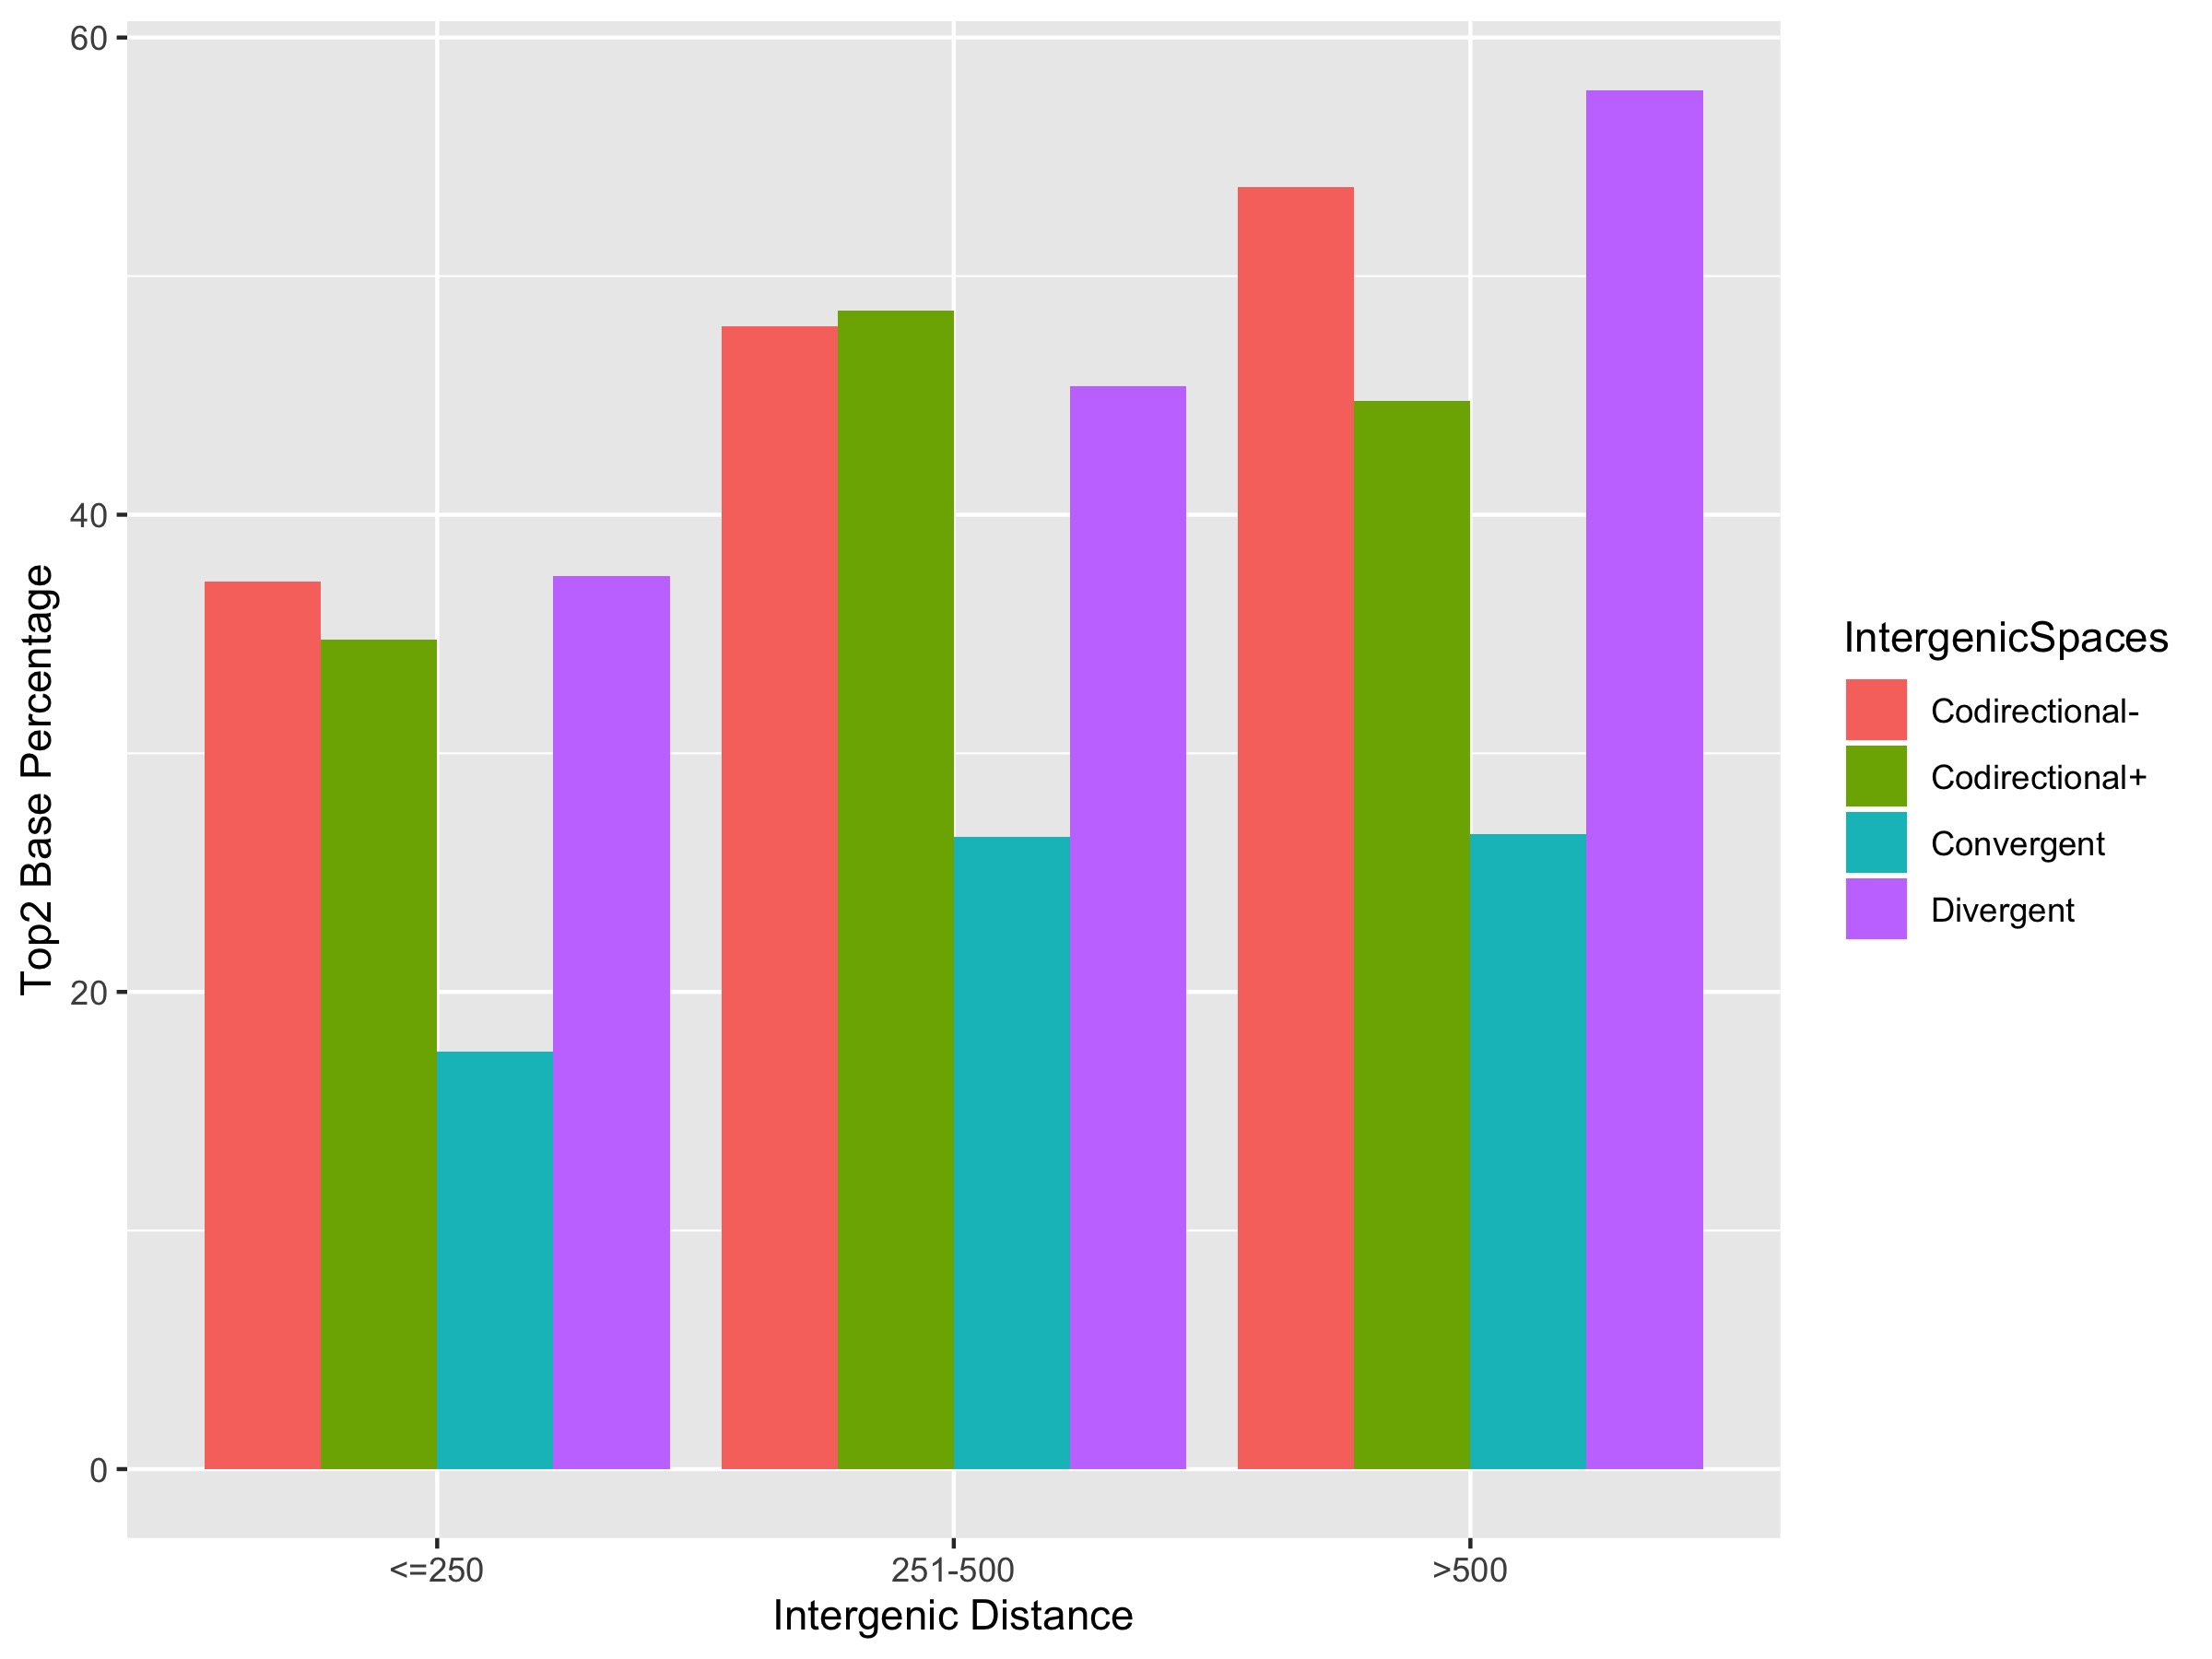 60
40
20
0
Top2 Base Percentage
<=250
251-500
>500
Intergenic Distance
IntergenicSpaces
Codirectional-
Codirectional+
Convergent
Divergent